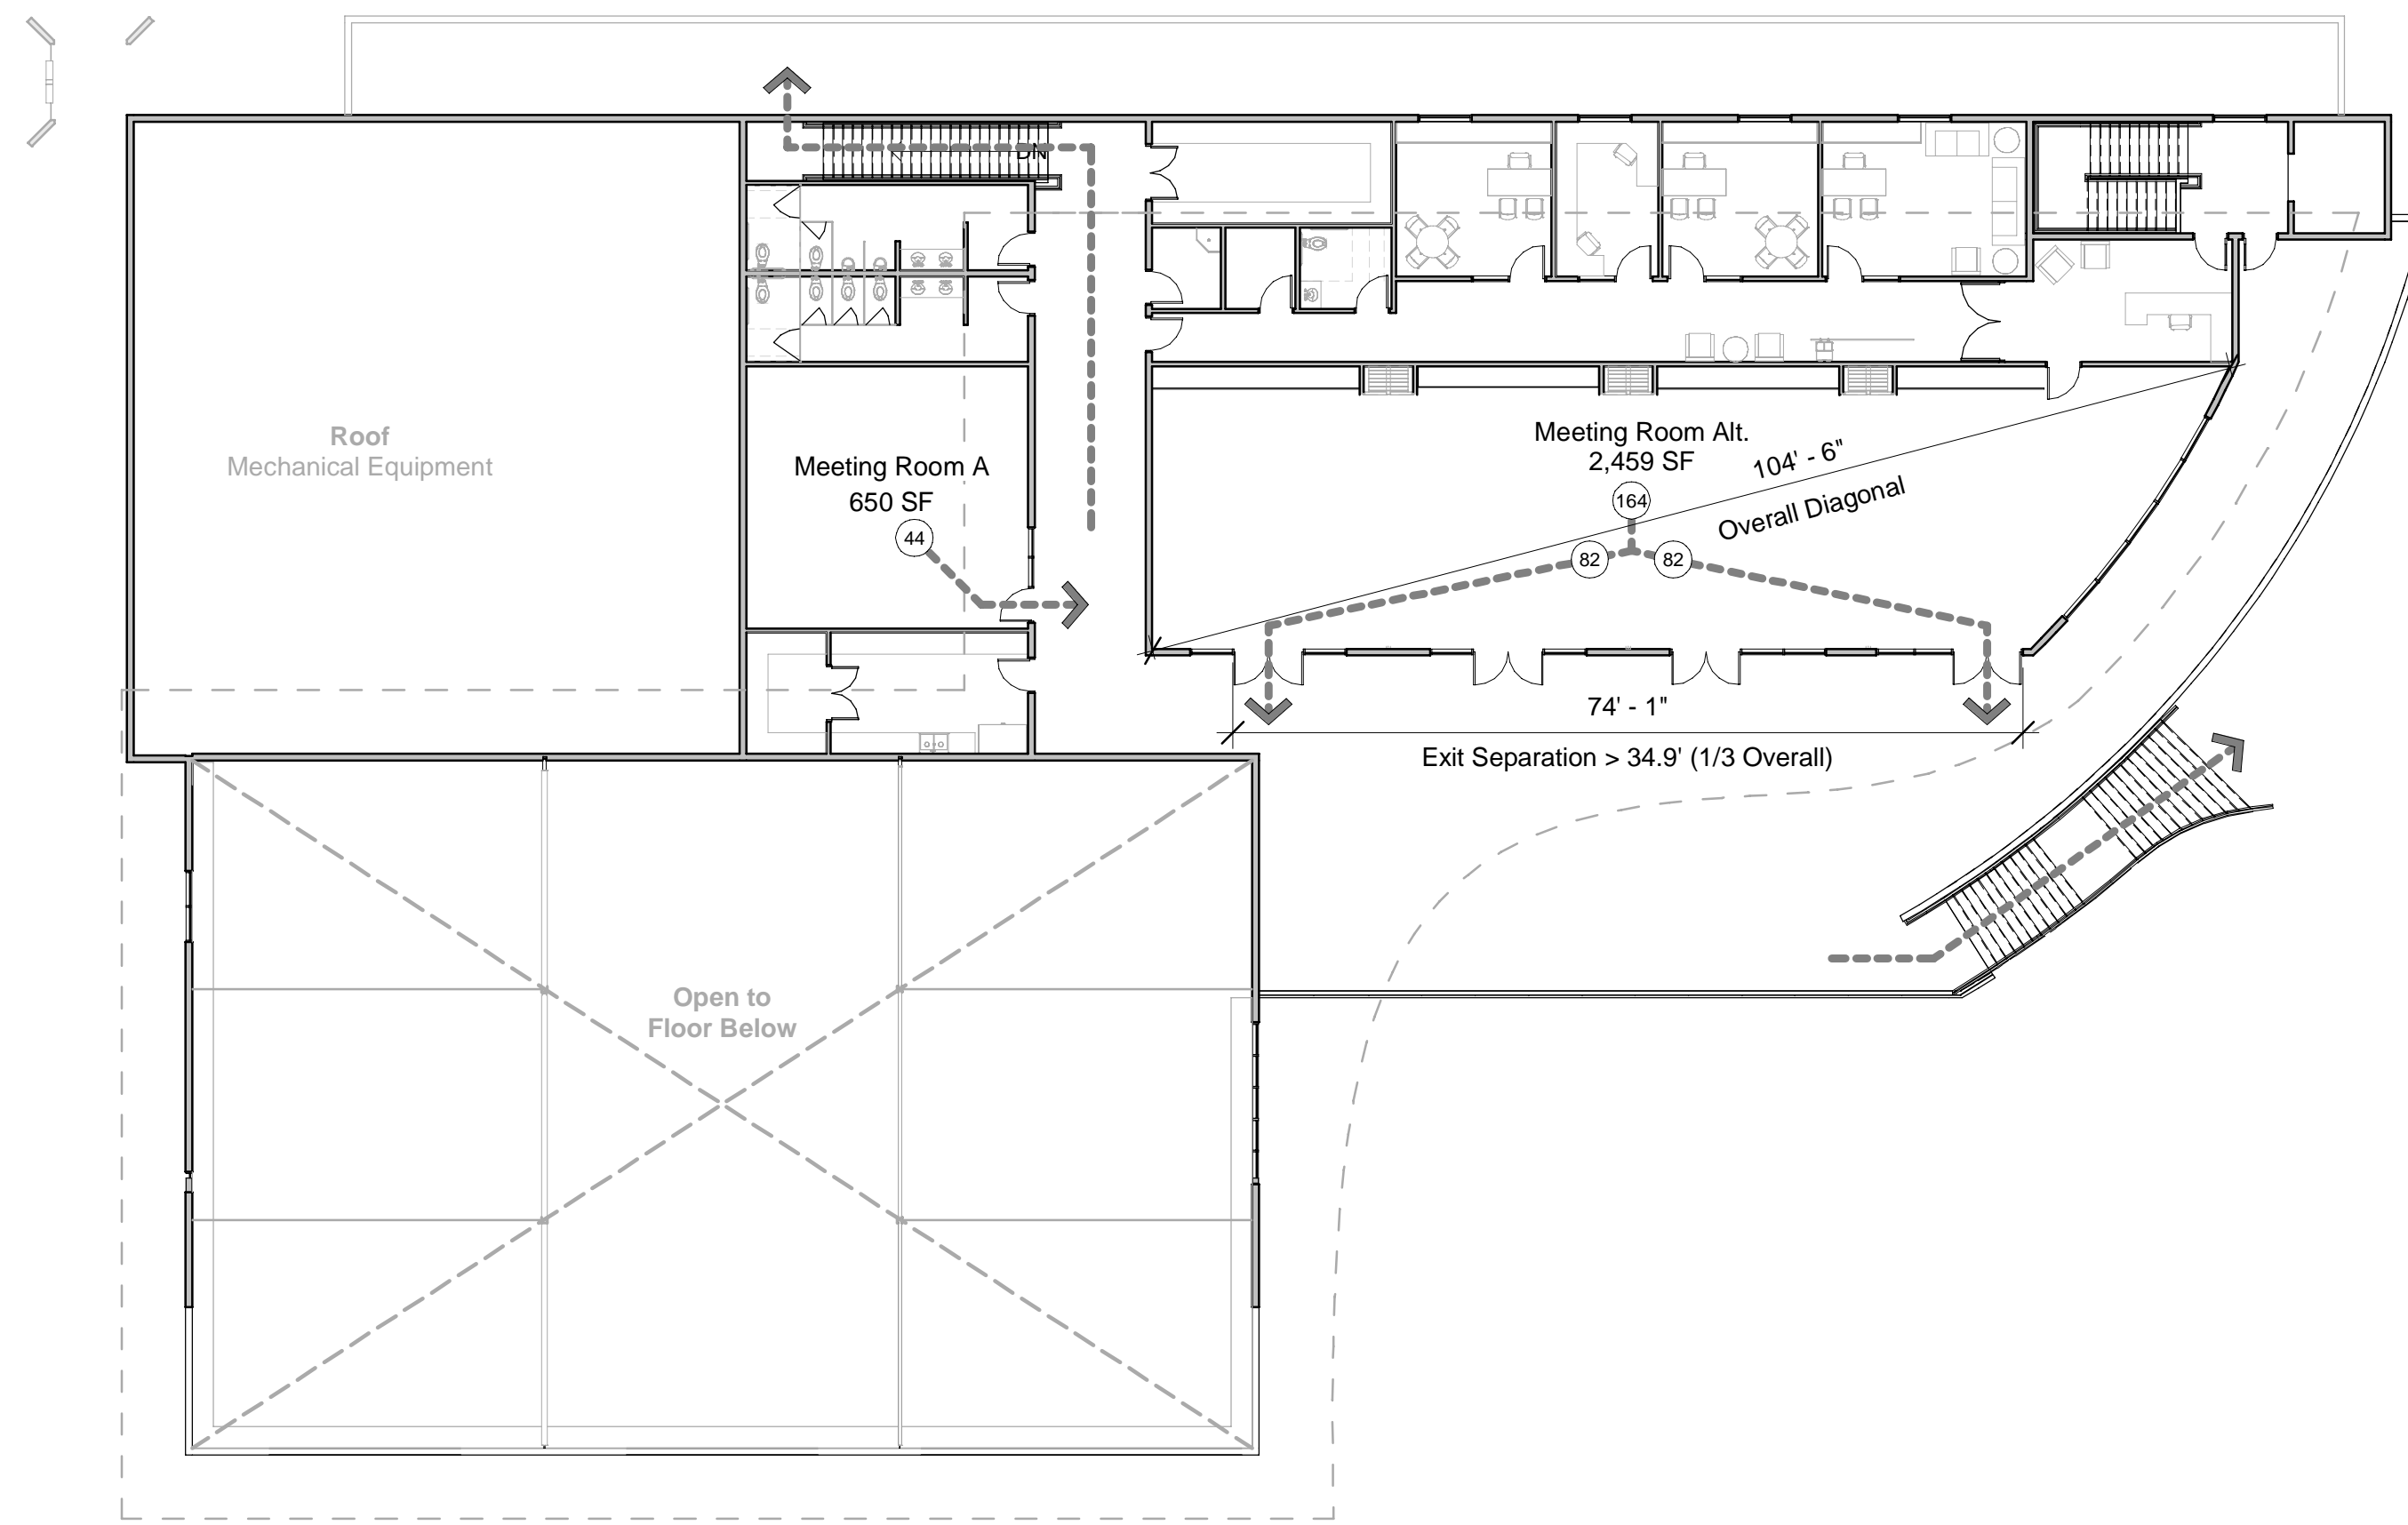 DN
Roof
Mechanical Equipment
Meeting Room A
650 SF
44
Meeting Room Alt.
2,459 SF
164
82
82
104' - 6"
Overall Diagonal
74' - 1"
Exit Separation > 34.9' (1/3 Overall)
Open to
Floor Below